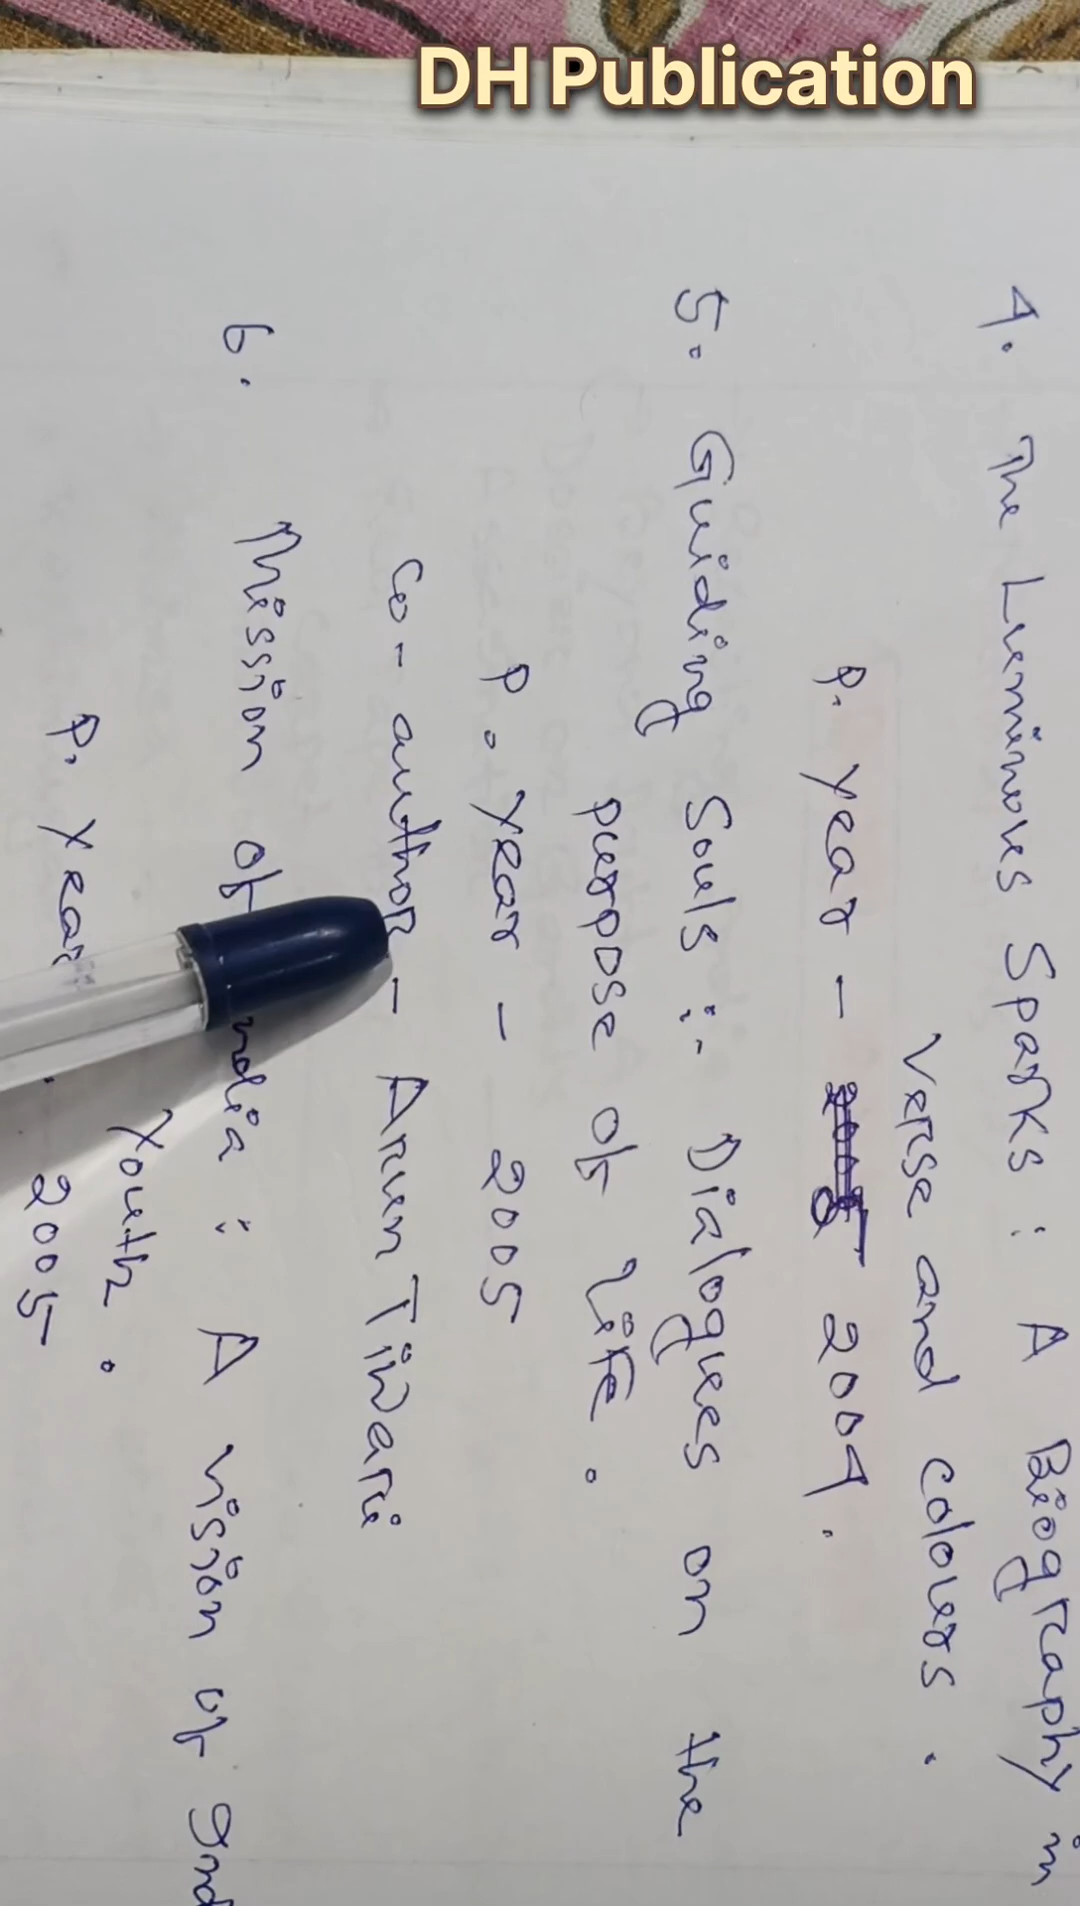 DH Publication
4. The Luminoues Sparks : A Biography in
Verse and colours .
P. year - 2004.
5. Guiding Souls :- Dialogues on the
purpose of life .
P. Year - 2005
Co-author - Arun Tiwari
6. Mission of India : A vision of Ind
Youth .
P. Year 2005